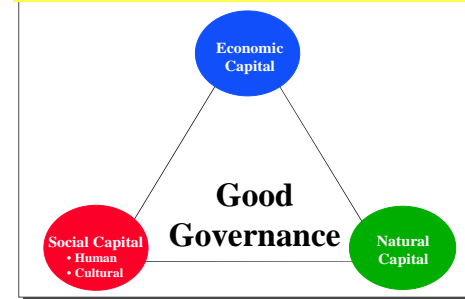 Economic
Capital
Good
Governance
Social Capital
• Human
• Cultural
Natural
Capital